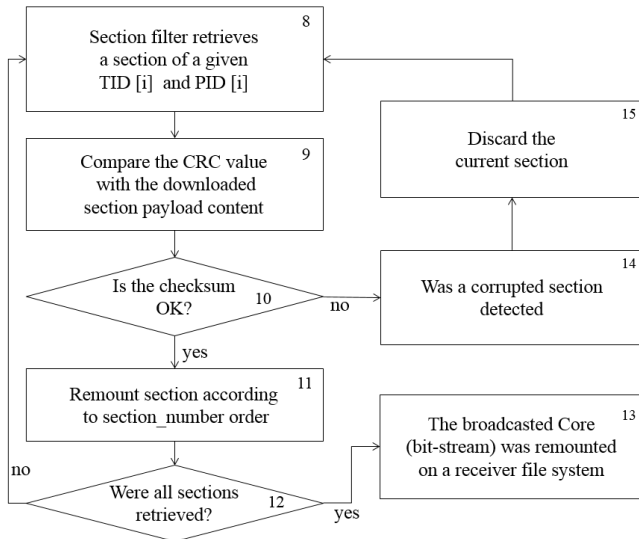 8
Section filter retrieves
a section of a given
TID [i] and PID [i]
9
Compare the CRC value
with the downloaded
section payload content
Is the checksum
OK?
10
no
yes
11
Remount section according
to section_number order
Were all sections
retrieved?
12
no
yes
13
The broadcasted Core
(bit-stream) was remounted
on a receiver file system
14
Was a corrupted section
detected
15
Discard the
current section